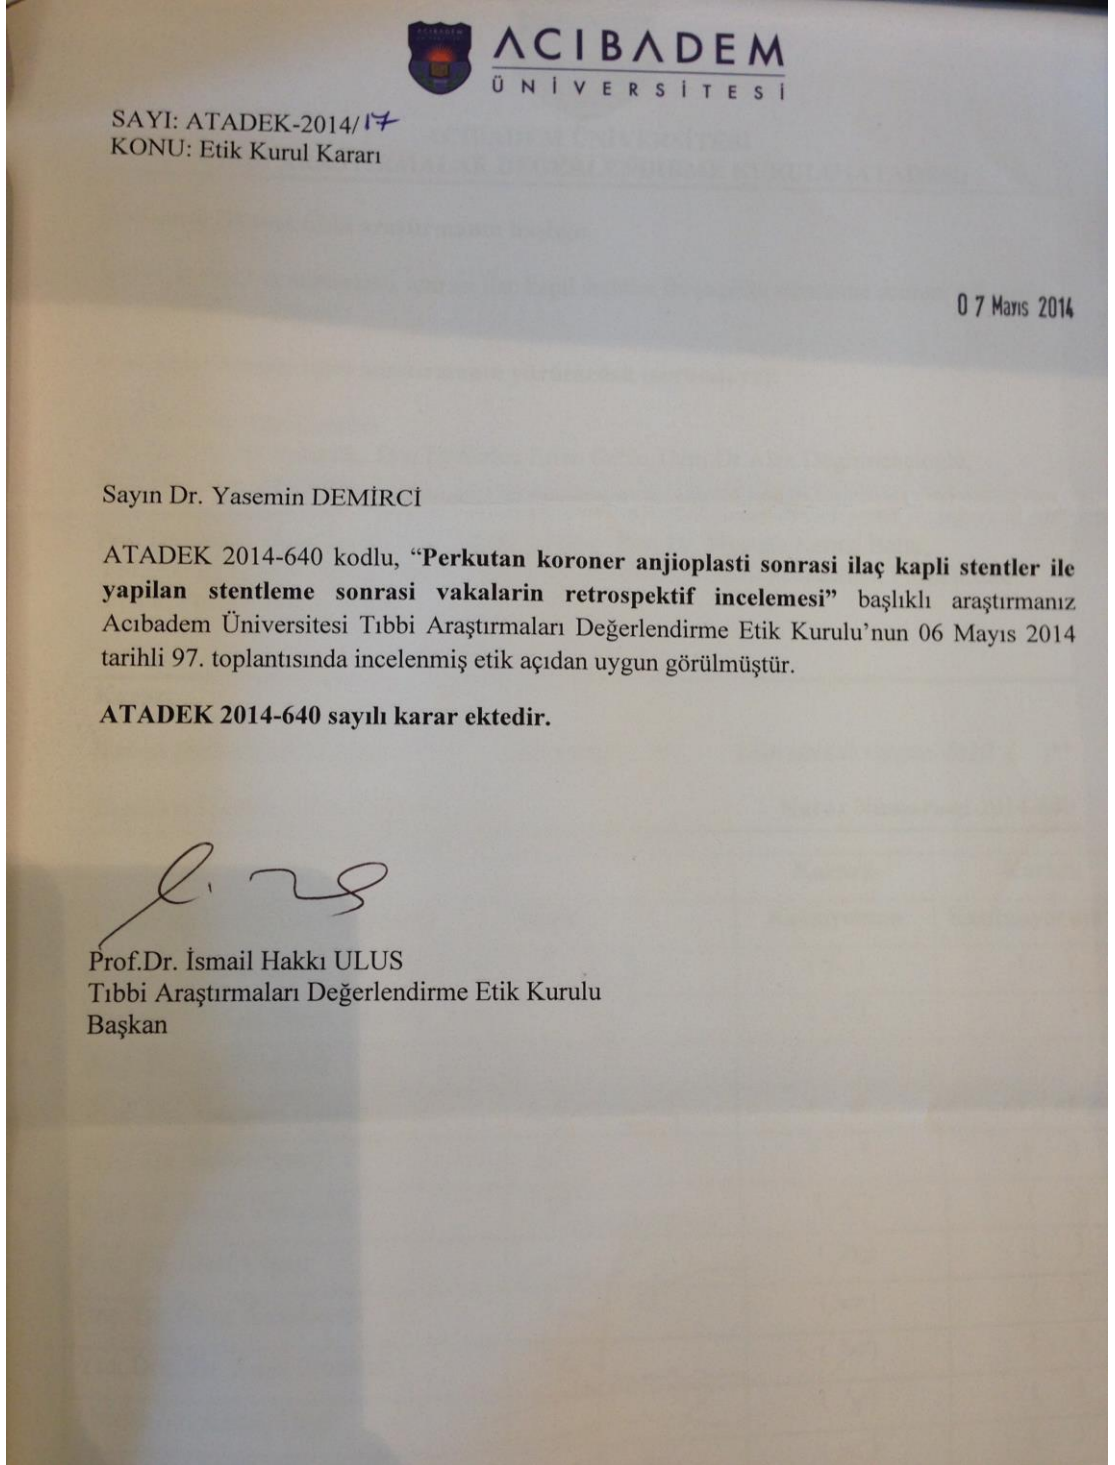 ACIBADEM
ÜNİVERSİTESİ
SAYI: ATADEK-2014/17
KONU: Etik Kurul Kararı
07 Mayıs 2014
Sayın Dr. Yasemin DEMİRCİ
ATADEK 2014-640 kodlu, “Perkutan koroner anjioplasti sonrasi ilaç kapli stentler ile
yapilan stentleme sonrasi vakalarin retrospektif incelemesi” başlıklı araştırmanız
Acıbadem Üniversitesi Tıbbi Araştırmaları Değerlendirme Etik Kurulu’nun 06 Mayıs 2014
tarihli 97. toplantısında incelenmiş etik açıdan uygun görülmüştür.
ATADEK 2014-640 sayılı karar ektedir.
Prof.Dr. İsmail Hakkı ULUS
Tıbbi Araştırmaları Değerlendirme Etik Kurulu
Başkan